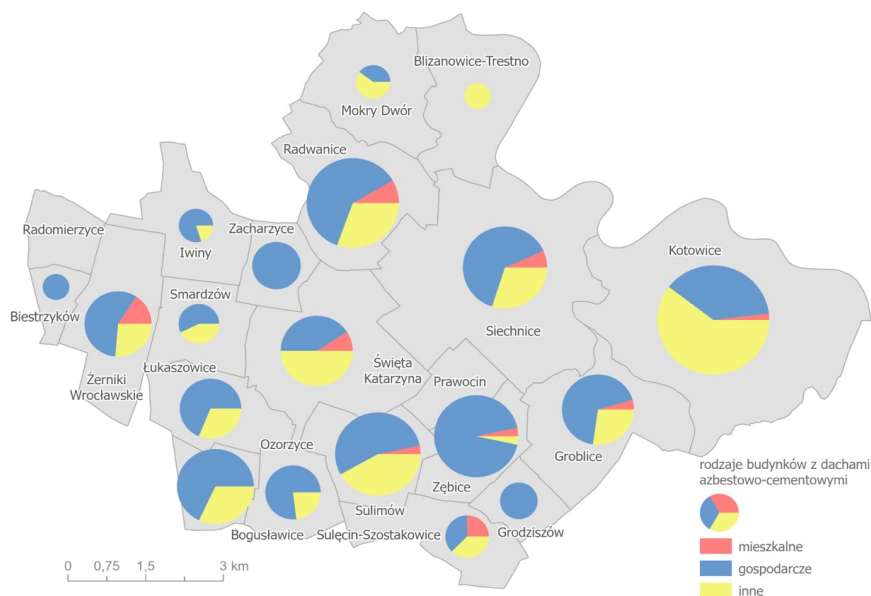 Blizanowice-Trestno
Mokry Dwór
Radwanice
Radomierzyce
Iwiny
Zacharzyce
Kotowice
Smardzów
Biestrzyków
Siechnice
Żerniki
Wrocławskie
Łukaszowice
Święta
Katarzyna
Prawocin
Ozorzyce
Groblice
Żębice
Sulimów
Bogusławice
Sulęcin-Szostakowice
Grodziszów
rodzaje budynków z dachami
azbestowo-cementowymi
mieszkalne
gospodarcze
inne
0 0,75 1,5 3 km